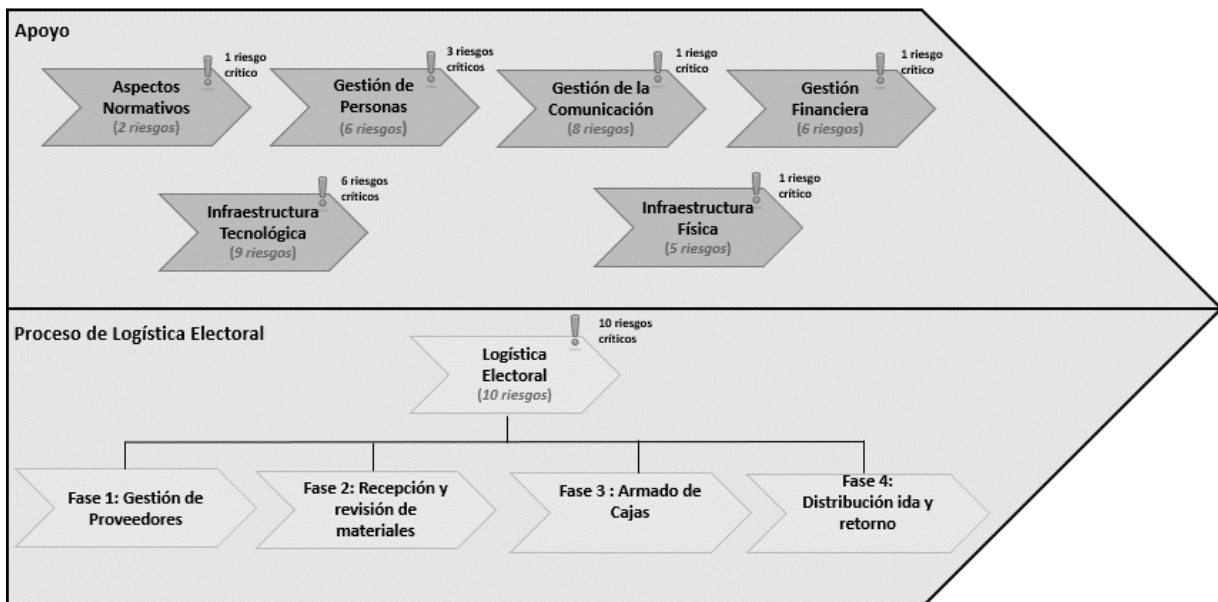 Apoyo
1 riesgo
crítico
Aspectos
Normativos
(2 riesgos)
3 riesgos
críticos
Gestión de
Personas
(6 riesgos)
1 riesgo
crítico
Gestión de la
Comunicación
(8 riesgos)
1 riesgo
crítico
Gestión
Financiera
(6 riesgos)
6 riesgos
críticos
Infraestructura
Tecnológica
(9 riesgos)
1 riesgo
crítico
Infraestructura
Física
(5 riesgos)
Proceso de Logística Electoral
10 riesgos
críticos
Logística
Electoral
(10 riesgos)
Fase 1: Gestión de
Proveedores
Fase 2: Recepción y
revisión de
materiales
Fase 3 : Armado de
Cajas
Fase 4:
Distribución ida y
retorno